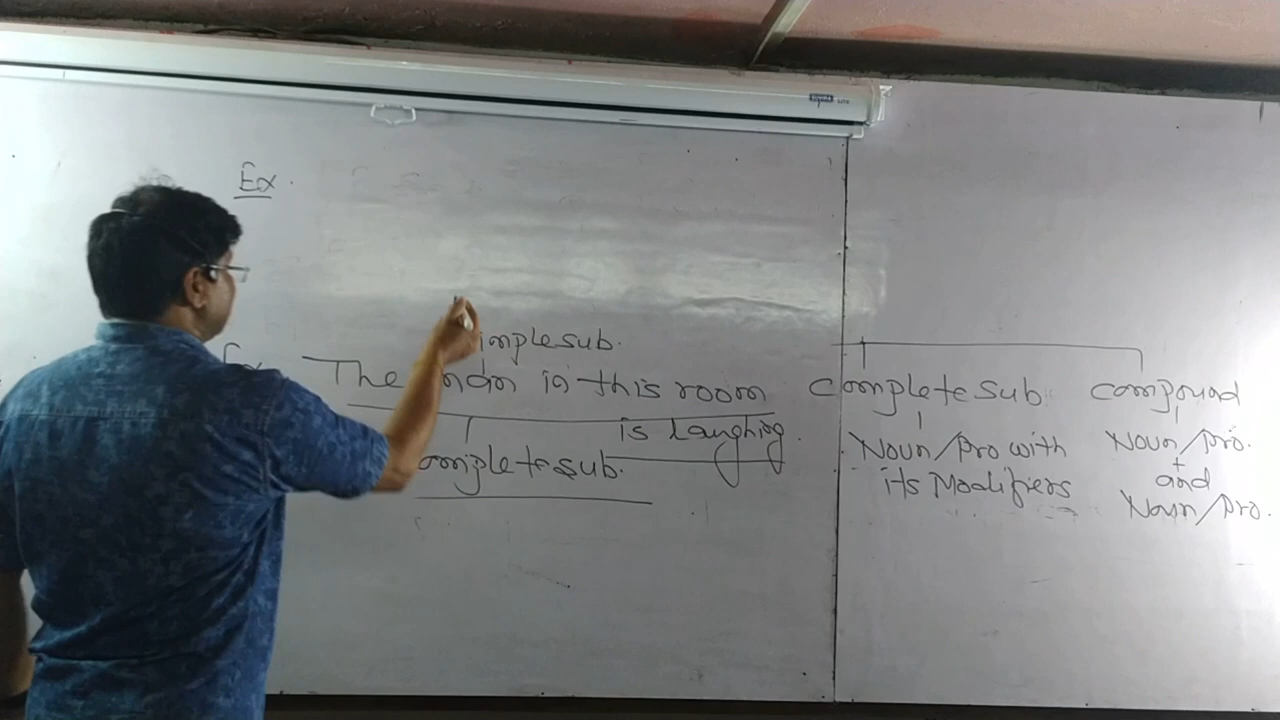 Ex.
imple sub.
Ex The man in this room
is laughing.
omplete sub.
complete sub compound
Noun/pro with
its Modifiers
Noun/pro.
+
and
Noun/pro.